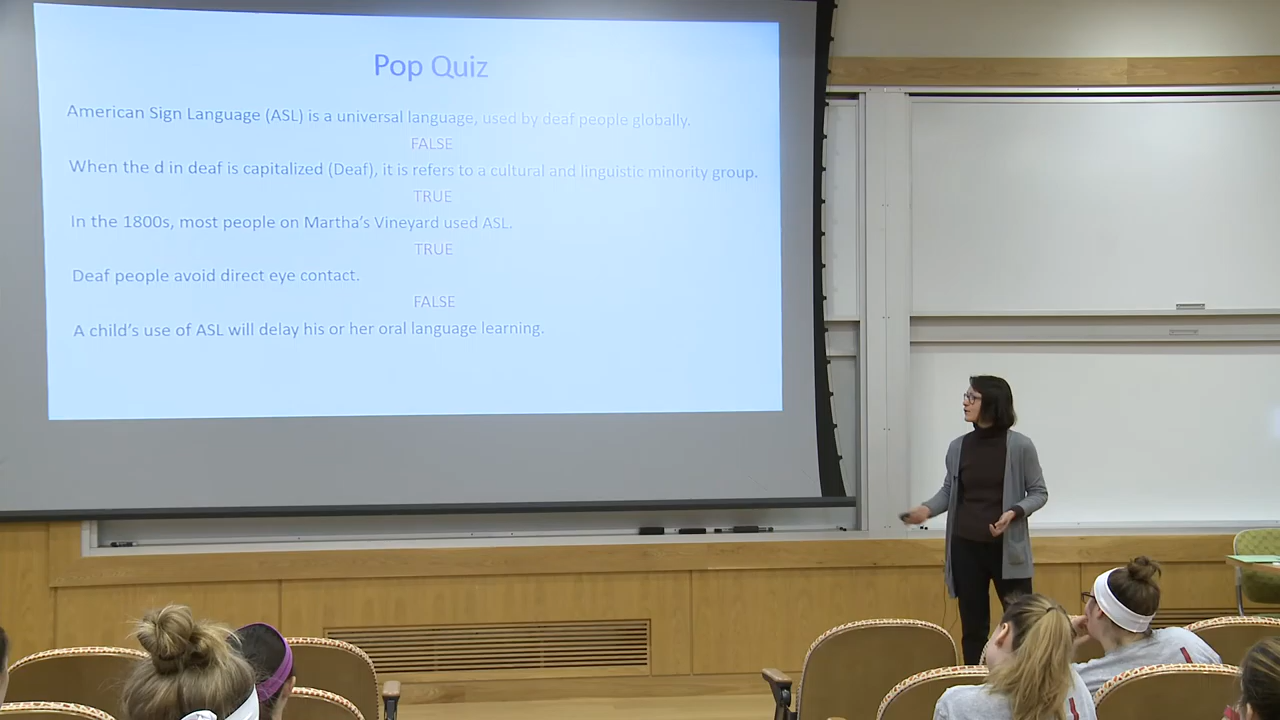 Pop Quiz
American Sign Language (ASL) is a universal language, used by deaf people globally.
FALSE
When the d in deaf is capitalized (Deaf), it is refers to a cultural and linguistic minority group.
TRUE
In the 1800s, most people on Martha's Vineyard used ASL.
TRUE
Deaf people avoid direct eye contact.
FALSE
A child's use of ASL will delay his or her oral language learning.